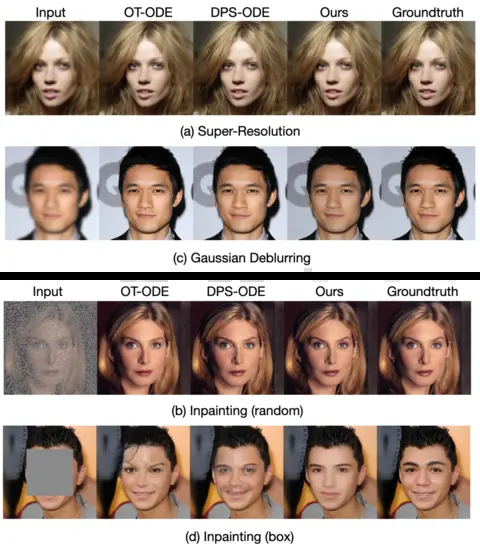 Input OT-ODE DPS-ODE Ours Groundtruth
(a) Super-Resolution
(c) Gaussian Deblurring
Input OT-ODE DPS-ODE Ours Groundtruth
(b) Inpainting (random)
(d) Inpainting (box)